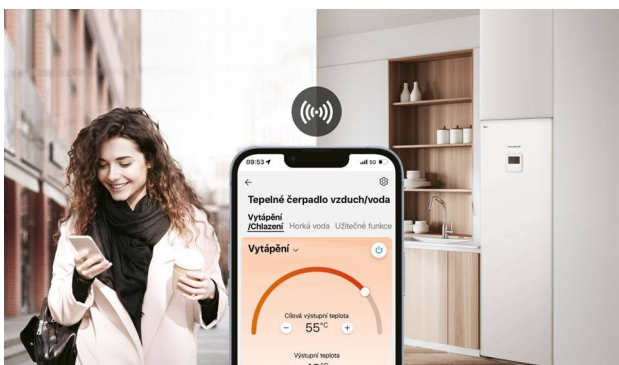 09:53
5G
Tepelné čerpadlo vzduch/voda
Vytápění
/Chlazení Horká voda Užitečné funkce
Vytápění
Cílová výstupní teplota
− 55°C +
Výstupní teplota